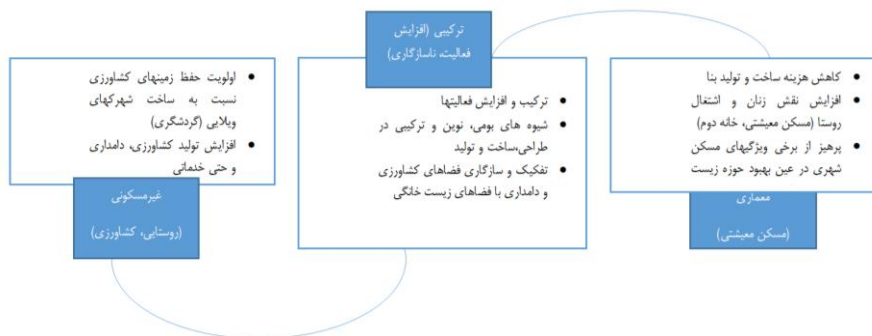 معماری
(مسکن معیشتی)
کاهش هزینه ساخت و تولید بنا
افزایش نقش زنان و اشتغال
روستا (مسکن معیشتی، خانه دوم)
پرهیز از برخی ویژگیهای مسکن
شهری در عین بهبود حوزه زیست
ترکیبی (افزایش
فعالیت، ناسازگاری)
ترکیب و افزایش فعالیتها
شیوه های بومی، نوین و ترکیبی در
طراحی،ساخت و تولید
تفکیک و سازگاری فضاهای کشاورزی
و دامداری با فضاهای زیست خانگی
اولویت حفظ زمینهای کشاورزی
نسبت به ساخت شهرکهای
ویلایی (گردشگری)
افزایش تولید کشاورزی، دامداری
و حتی خدماتی
غیرمسکونی
(روستایی، کشاورزی)